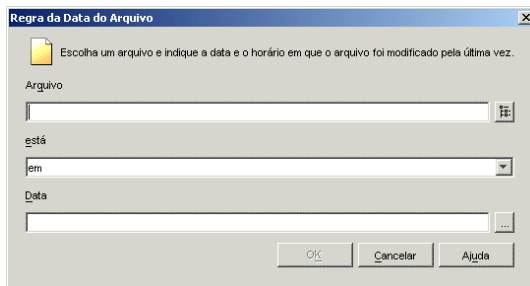 Regra da Data do Arquivo
Escolha um arquivo e indique a data e o horário em que o arquivo foi modificado pela última vez.
Arquivo
está
em
Data
...
OK
Cancelar
Ajuda